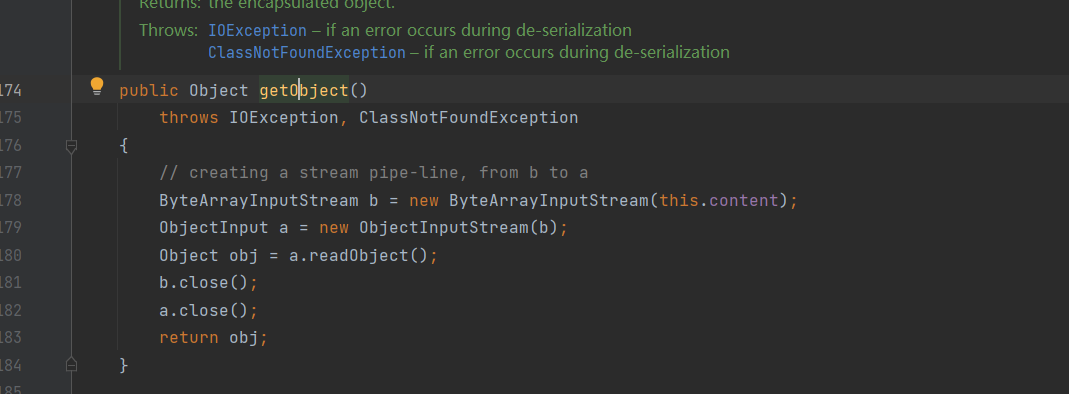 Returns: the encapsulated object.
Throws: IOException – if an error occurs during de-serialization
ClassNotFoundException – if an error occurs during de-serialization
174 public Object getObject()
175 throws IOException, ClassNotFoundException
176 {
177 // creating a stream pipe-line, from b to a
178 ByteArrayInputStream b = new ByteArrayInputStream(this.content);
179 ObjectInput a = new ObjectInputStream(b);
180 Object obj = a.readObject();
181 b.close();
182 a.close();
183 return obj;
184 }
185